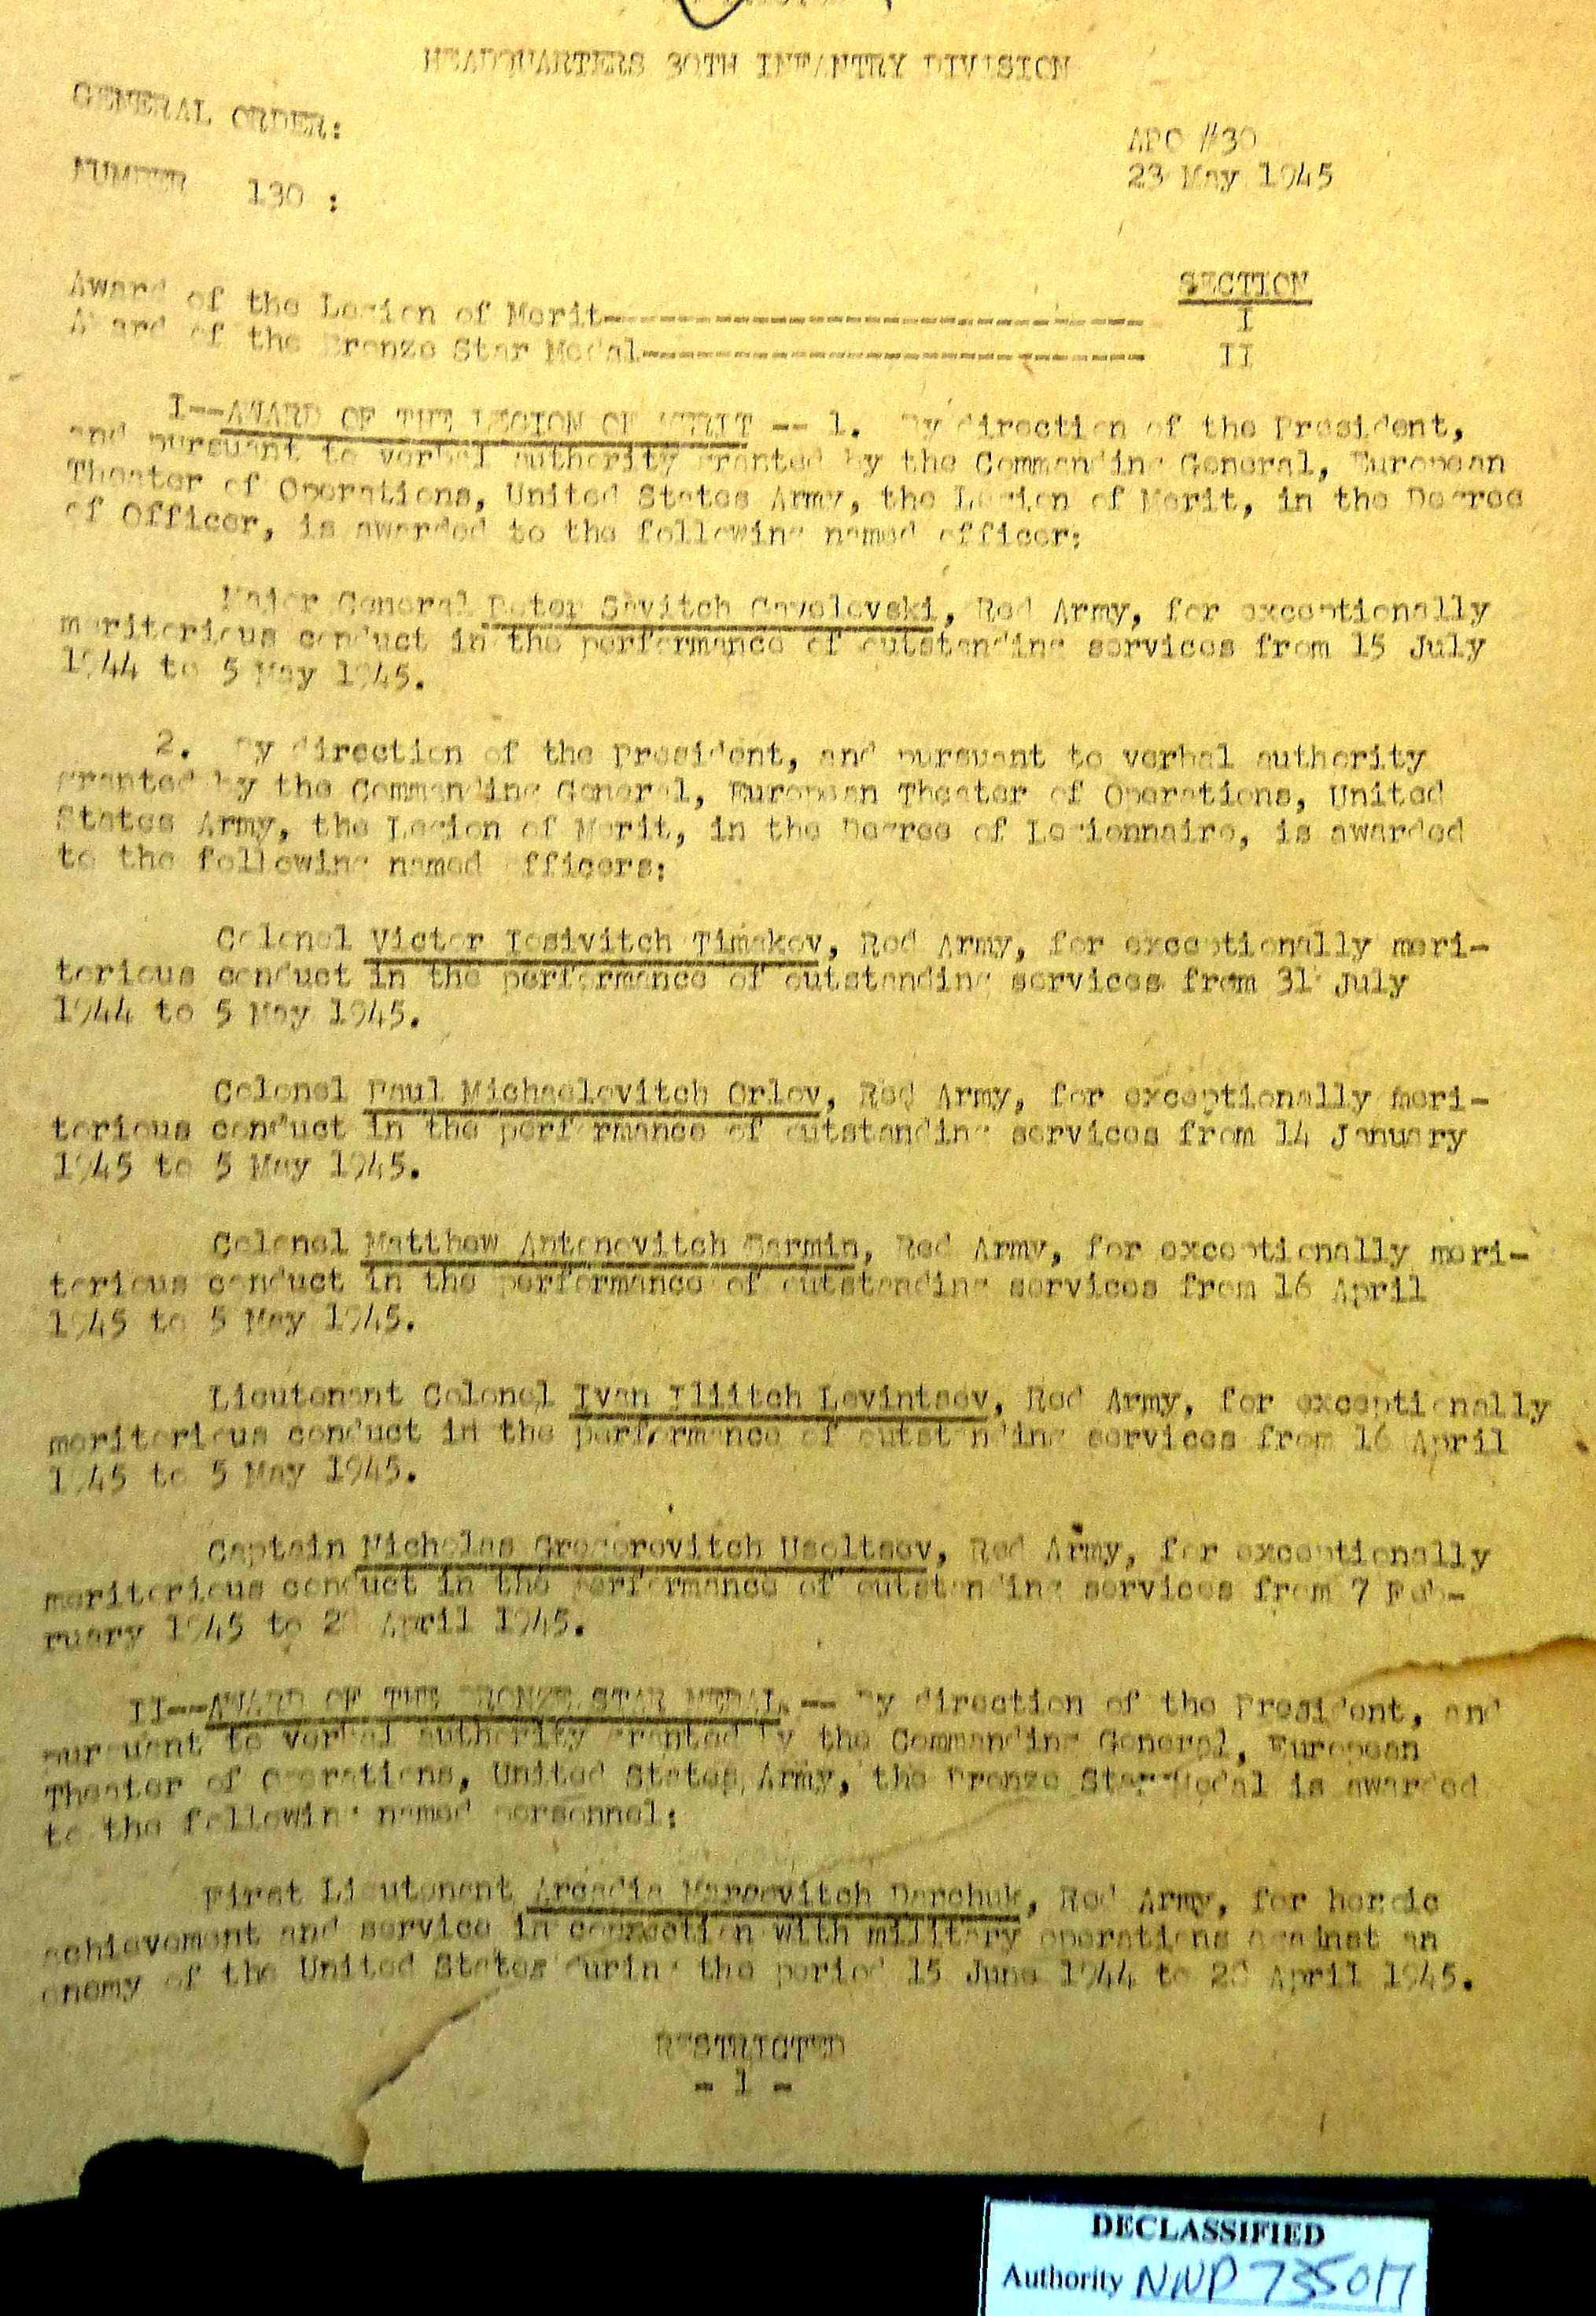 HEADQUARTERS 30TH INFANTRY DIVISION
GENERAL ORDER:
APO #30
NUMBER 130 :
23 May 1945
SECTION
Award of the Legion of Merit------------------------------ I
Award of the Bronze Star Medal---------------------------- II
I--AWARD OF THE LEGION OF MERIT -- 1. By direction of the President,
and pursuant to verbal authority granted by the Commanding General, European
Theater of Operations, United States Army, the Legion of Merit, in the Degree
of Officer, is awarded to the following named officer:
Major General Peter Savitch Gavolovski, Red Army, for exceptionally
meritorious conduct in the performance of outstanding services from 15 July
1944 to 5 May 1945.
2. By direction of the President, and pursuant to verbal authority
granted by the Commanding General, European Theater of Operations, United
States Army, the Legion of Merit, in the Degree of Legionnaire, is awarded
to the following named officers:
Colonel Victor Iosivitch Timakov, Red Army, for exceptionally meri-
torious conduct in the performance of outstanding services from 31 July
1944 to 5 May 1945.
Colonel Paul Michaelovitch Orlov, Red Army, for exceptionally meri-
torious conduct in the performance of outstanding services from 14 January
1945 to 5 May 1945.
Colonel Matthew Antonovitch Red Army, for exceptionally meri-
torious conduct in the performance of outstanding services from 16 April
1945 to 5 May 1945.
Lieutenant Colonel Ivan Iliitch Levintsov, Red Army, for exceptionally
meritorious conduct in the performance of outstanding services from 16 April
1945 to 5 May 1945.
Captain Nicholas Gregorovitch Usoltsov, Red Army, for exceptionally
meritorious conduct in the performance of outstanding services from 7 Feb-
ruary 1945 to April 1945.
II--AWARD OF THE BRONZE STAR MEDAL. -- By direction of the President, and
pursuant to verbal authority granted by the Commanding General, European
Theater of Operations, United States Army, the Bronze Star Medal is awarded
to the following named personnel:
First Lieutenant Arcadia Red Army, for heroic
achievement and service in connection with military operations against an
enemy of the United States during the period 15 June 1944 to April 1945.
RESTRICTED
- 1 -
DECLASSIFIED
Authority NND 735017